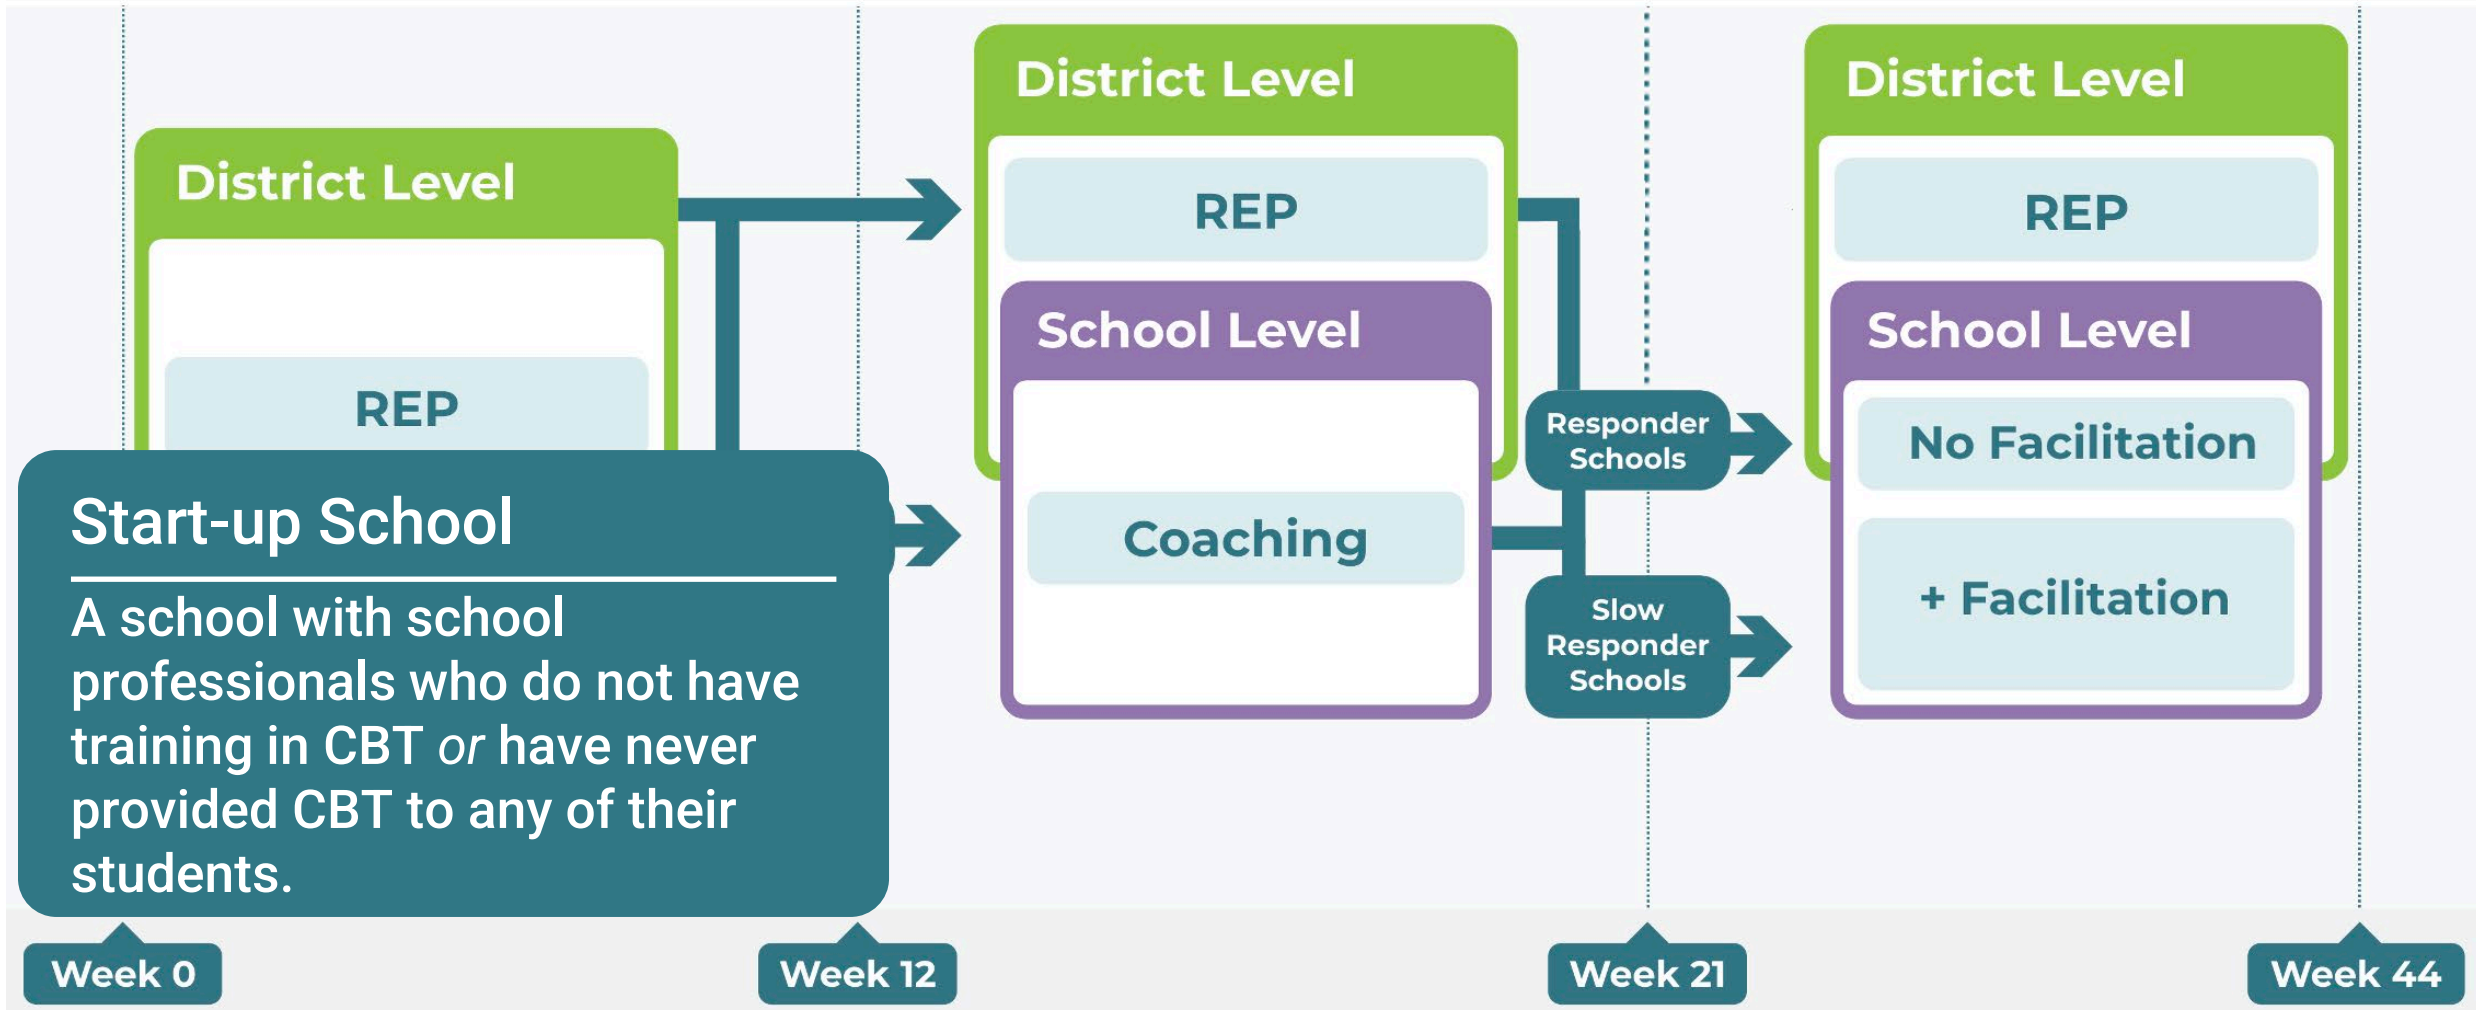 District Level
REP
Start-up School
A school with school
professionals who do not have
training in CBT or have never
provided CBT to any of their
students.
District Level
REP
School Level
Coaching
Responder
Schools
Slow
Responder
Schools
District Level
REP
School Level
No Facilitation
+ Facilitation
Week 0
Week 12
Week 21
Week 44